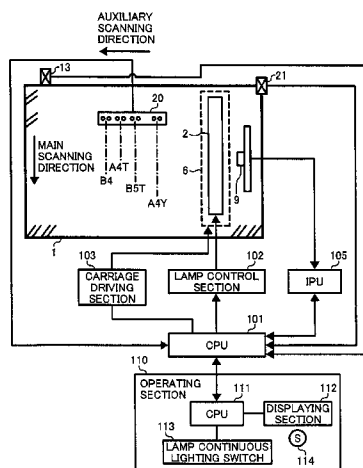 AUXILIARY
SCANNING
DIRECTION
13
21
20
MAIN
SCANNING
DIRECTION
2
6
9
B4
A4T
B5T
A4Y
1
103
CARRIAGE
DRIVING
SECTION
102
LAMP CONTROL
SECTION
105
IPU
101
CPU
110
OPERATING
SECTION
111
CPU
112
DISPLAYING
SECTION
113
LAMP CONTINUOUS
LIGHTING SWITCH
S
114